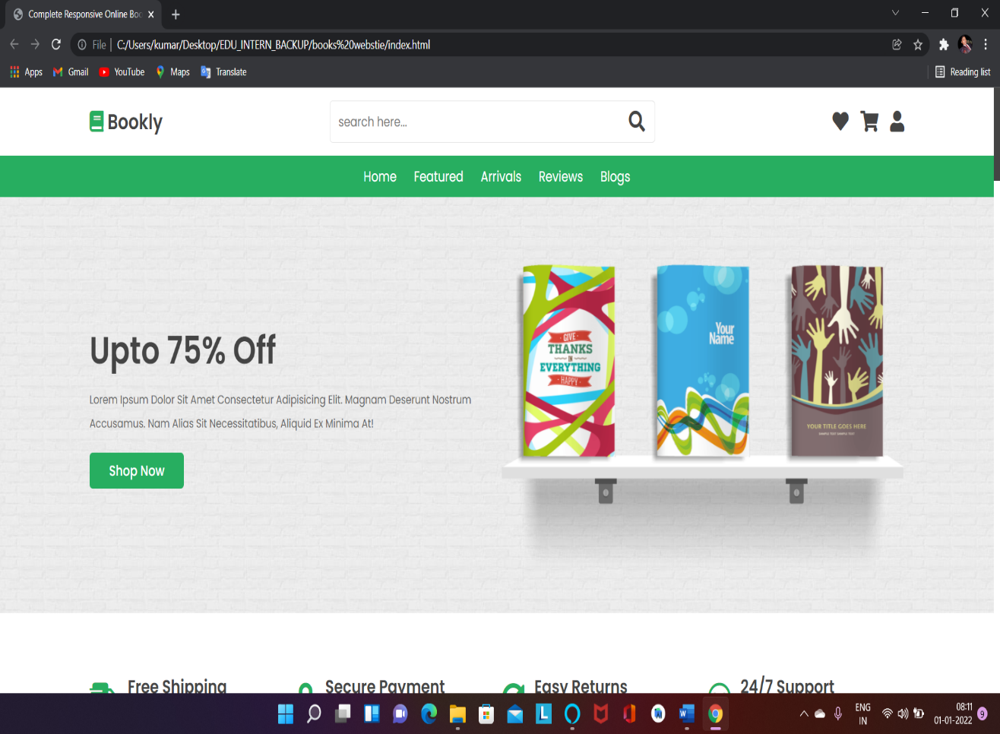 Complete Responsive Online Boo
File C:/Users/kumar/Desktop/EDU_INTERN_BACKUP/books%20webstie/index.html
Apps Gmail YouTube Maps Translate Reading list
Bookly search here...
Home Featured Arrivals Reviews Blogs
GIVE
THANKS
IN
EVERYTHING
HAPPY
Your
Name
YOUR TITLE GOES HERE
SAMPLE TEXT SAMPLE TEXT
Upto 75% Off
Lorem Ipsum Dolor Sit Amet Consectetur Adipisicing Elit. Magnam Deserunt Nostrum
Accusamus. Nam Alias Sit Necessitatibus, Aliquid Ex Minima At!
Shop Now
Free Shipping Secure Payment Easy Returns 24/7 Support
ENG
IN
08:11
01-01-2022
9